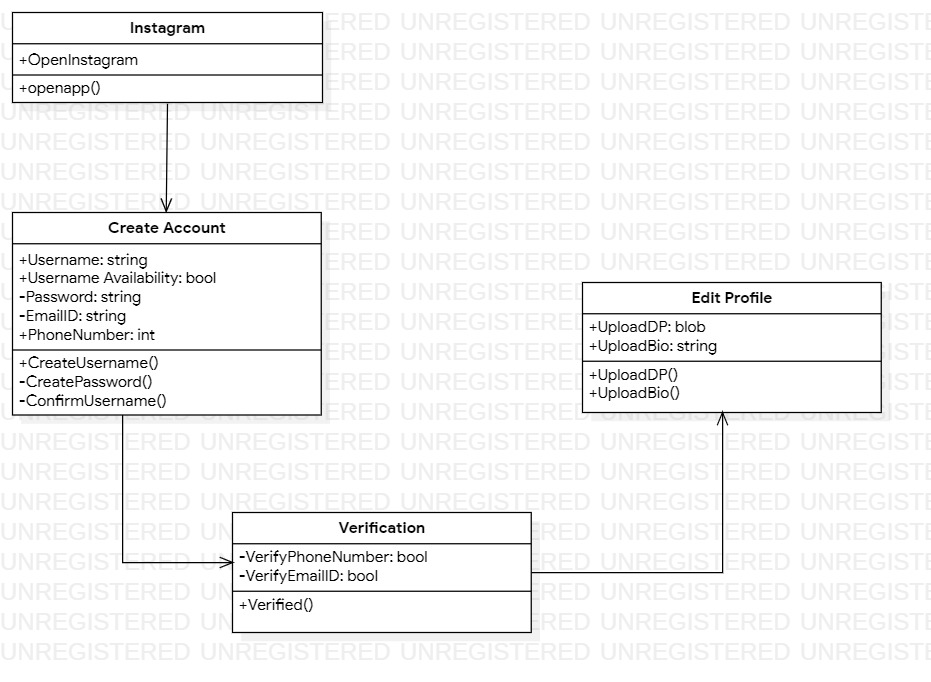 Instagram
+OpenInstagram
+openapp()
Create Account
+Username: string
+Username Availability: bool
-Password: string
-EmailID: string
+PhoneNumber: int
+CreateUsername()
-CreatePassword()
-ConfirmUsername()
Edit Profile
+UploadDP: blob
+UploadBio: string
+UploadDP()
+UploadBio()
Verification
-VerifyPhoneNumber: bool
-VerifyEmailID: bool
+Verified()
UNREGISTERED